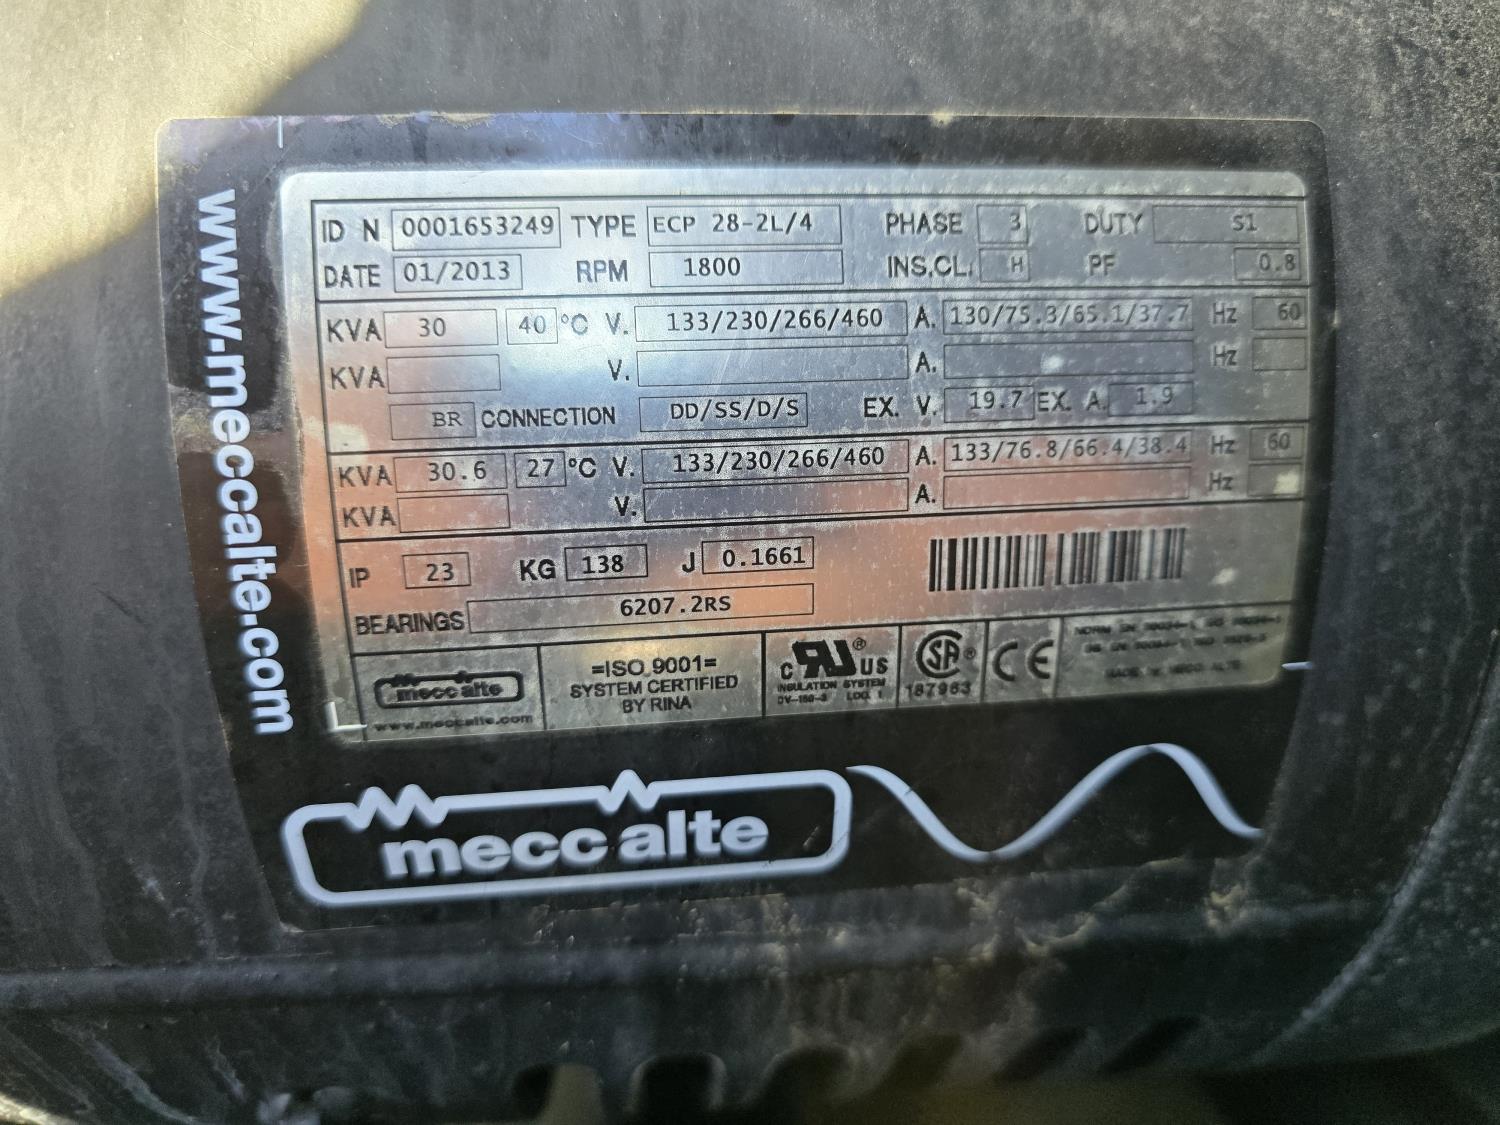 www.meccalte.com
ID N 0001653249 TYPE ECP 28-2L/4 PHASE 3 DUTY S1
DATE 01/2013 RPM 1800 INS.CL. H PF 0.8
KVA 30 40 °C V. 133/230/266/460 A. 130/75.3/65.1/37.7 Hz 60
KVA V. A. Hz
BR CONNECTION DD/SS/D/S EX. V. 19.7 EX. A. 1.9
KVA 30.6 27 °C V. 133/230/266/460 A. 133/76.8/66.4/38.4 Hz 60
KVA V. A. Hz
IP 23 KG 138 J 0.1661
BEARINGS 6207.2RS
mecc alte
www.meccalte.com
=ISO 9001=
SYSTEM CERTIFIED
BY RINA
c RU ® US
INSULATION SYSTEM
SA ®
187983
CE
mecc alte